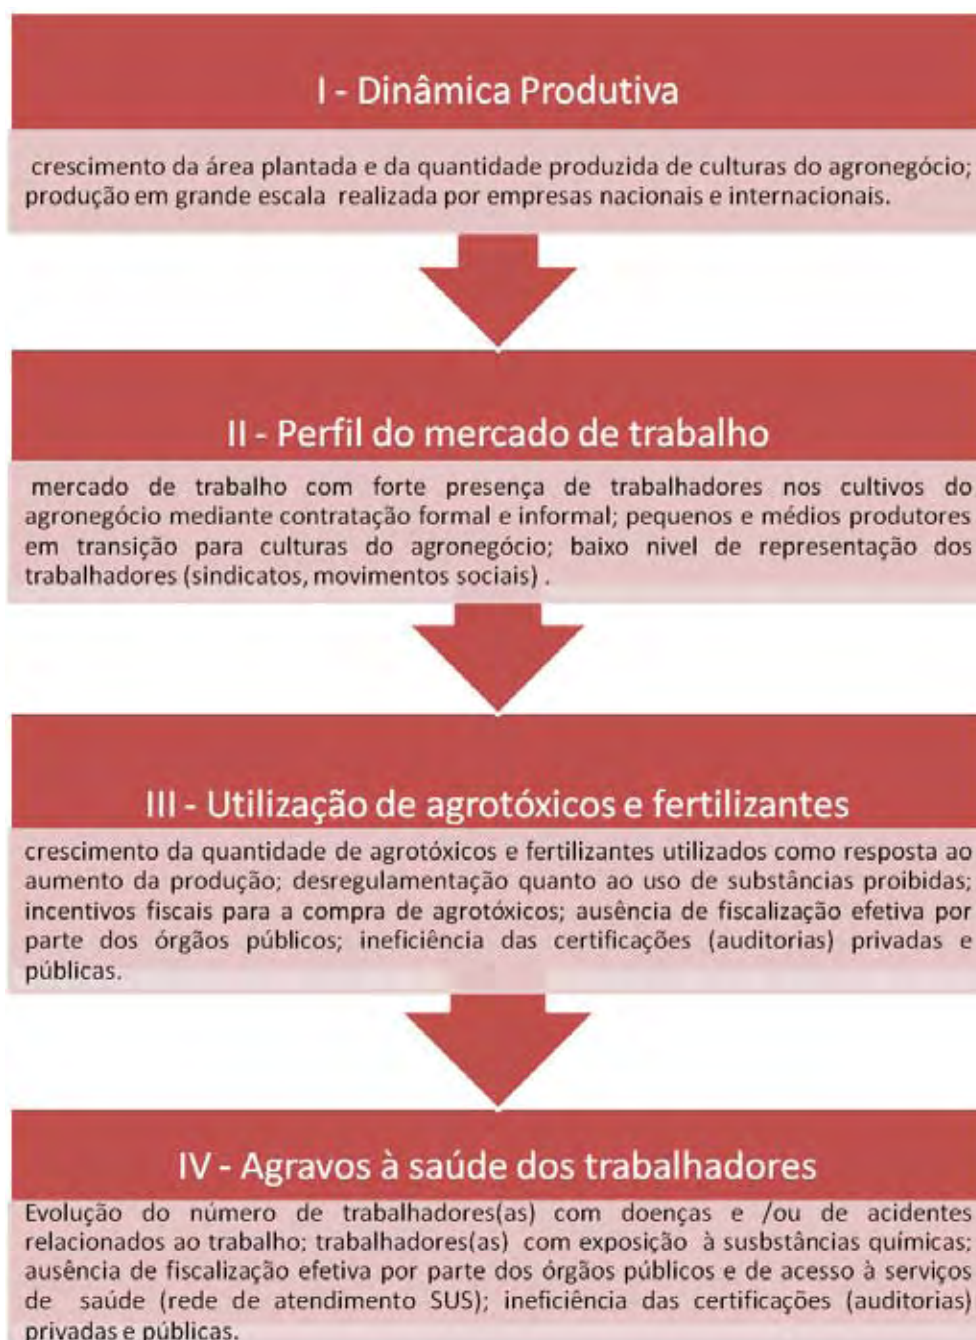 I - Dinâmica Produtiva
crescimento da área plantada e da quantidade produzida de culturas do agronegócio;
produção em grande escala realizada por empresas nacionais e internacionais.
II - Perfil do mercado de trabalho
mercado de trabalho com forte presença de trabalhadores nos cultivos do
agronegócio mediante contratação formal e informal; pequenos e médios produtores
em transição para culturas do agronegócio; baixo nivel de representação dos
trabalhadores (sindicatos, movimentos sociais) .
III - Utilização de agrotóxicos e fertilizantes
crescimento da quantidade de agrotóxicos e fertilizantes utilizados como resposta ao
aumento da produção; desregulamentação quanto ao uso de substâncias proibidas;
incentivos fiscais para a compra de agrotóxicos; ausência de fiscalização efetiva por
parte dos órgãos públicos; ineficiência das certificações (auditorias) privadas e
públicas.
IV - Agravos à saúde dos trabalhadores
Evolução do número de trabalhadores(as) com doenças e /ou de acidentes
relacionados ao trabalho; trabalhadores(as) com exposição à susbstâncias químicas;
ausência de fiscalização efetiva por parte dos órgãos públicos e de acesso à serviços
de saúde (rede de atendimento SUS); ineficiência das certificações (auditorias)
privadas e públicas.